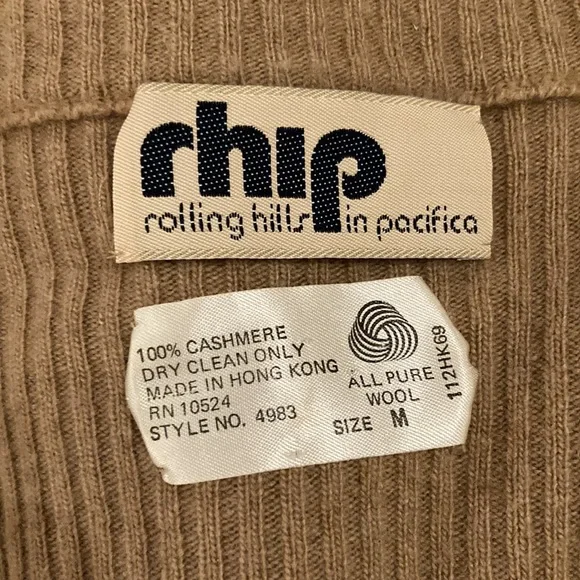 rhip
rolling hills in pacifica
100% CASHMERE
DRY CLEAN ONLY
MADE IN HONG KONG
RN 10524
STYLE NO. 4983
ALL PURE
WOOL
SIZE M
112HK69